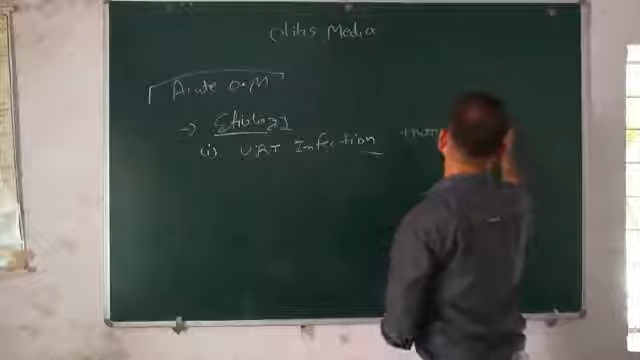 Otitis Media
Acute O.M
→ Etiology
(i). U.R.T Infection